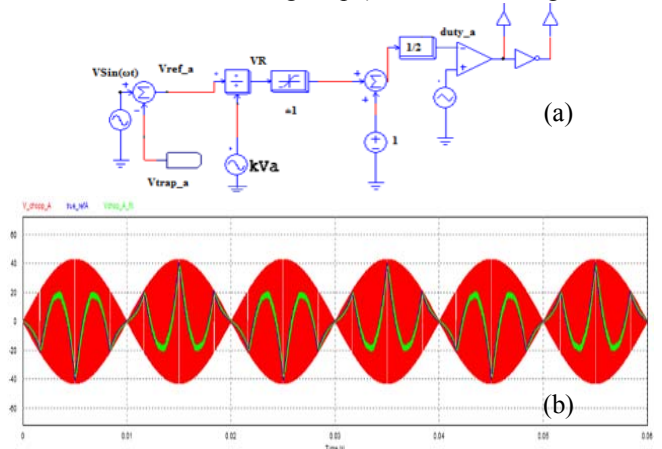 1/2
duty_a
VSin(ωt)
Vref_a
VR
±1
1
Vtrap_a
kVa
(a)
V_chopp_A
60
40
20
0
-20
-40
-60
(b)
0
0.01
0.02
0.03
0.04
0.05
0.06